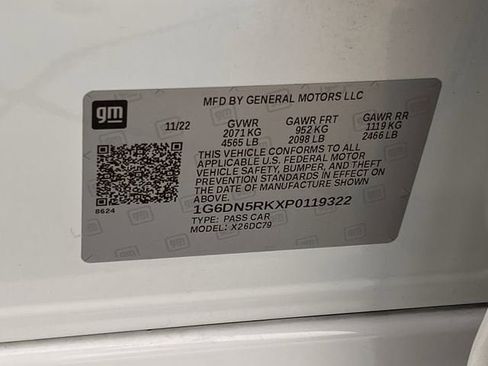 gm
MFD BY GENERAL MOTORS LLC
11/22 GVWR GAWR FRT GAWR RR
2071 KG 952 KG 1119 KG
4565 LB 2098 LB 2466 LB
THIS VEHICLE CONFORMS TO ALL
APPLICABLE U.S. FEDERAL MOTOR
VEHICLE SAFETY, BUMPER, AND THEFT
PREVENTION STANDARDS IN EFFECT ON
THE DATE OF MANUFACTURE SHOWN ABOVE.
8624 1G6DN5RKXP0119322
TYPE: PASS CAR
MODEL: X26DC79